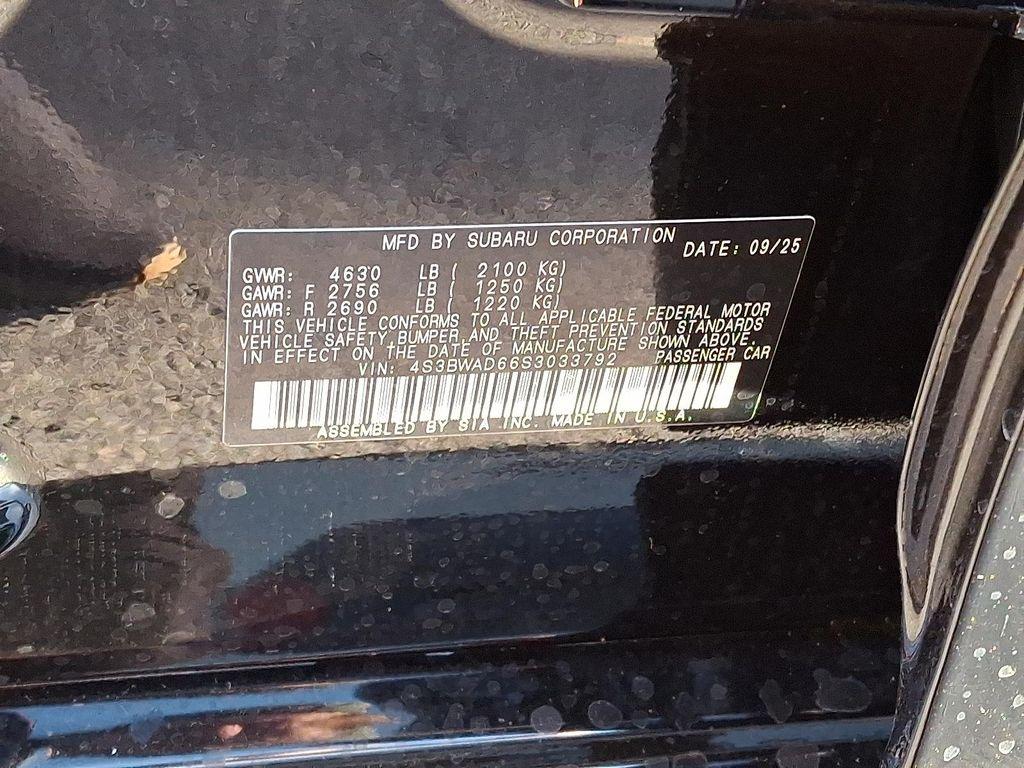 MFD BY SUBARU CORPORATION DATE: 09/25
GVWR: 4630 LB ( 2100 KG)
GAWR: F 2756 LB ( 1250 KG)
GAWR: R 2690 LB ( 1220 KG)
THIS VEHICLE CONFORMS TO ALL APPLICABLE FEDERAL MOTOR
VEHICLE SAFETY, BUMPER, AND THEFT PREVENTION STANDARDS
IN EFFECT ON THE DATE OF MANUFACTURE SHOWN ABOVE.
VIN: 4S3BWAD66S3033792 PASSENGER CAR
ASSEMBLED BY SIA INC. MADE IN U.S.A.